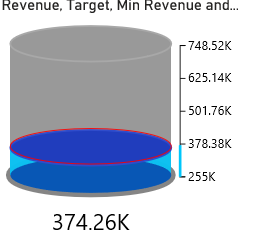 Revenue, Target, Min Revenue and...
748.52K
625.14K
501.76K
378.38K
255K
374.26K